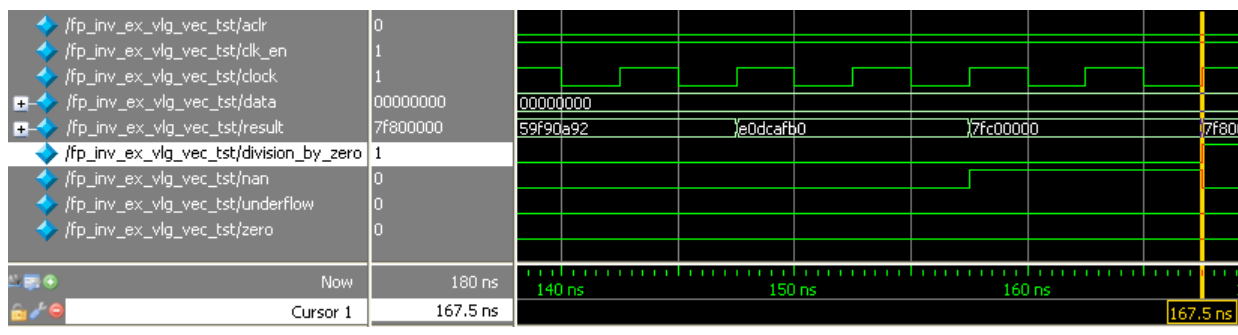 /fp_inv_ex_vlg_vec_tst/aclr 0
/fp_inv_ex_vlg_vec_tst/clk_en 1
/fp_inv_ex_vlg_vec_tst/clock 1
/fp_inv_ex_vlg_vec_tst/data 00000000 00000000
/fp_inv_ex_vlg_vec_tst/result 7f800000 59f90a92 e0dcafb0 7fc00000 7f80
/fp_inv_ex_vlg_vec_tst/division_by_zero 1
/fp_inv_ex_vlg_vec_tst/nan 0
/fp_inv_ex_vlg_vec_tst/underflow 0
/fp_inv_ex_vlg_vec_tst/zero 0
Now 180 ns 140 ns 150 ns 160 ns
Cursor 1 167.5 ns 167.5 ns